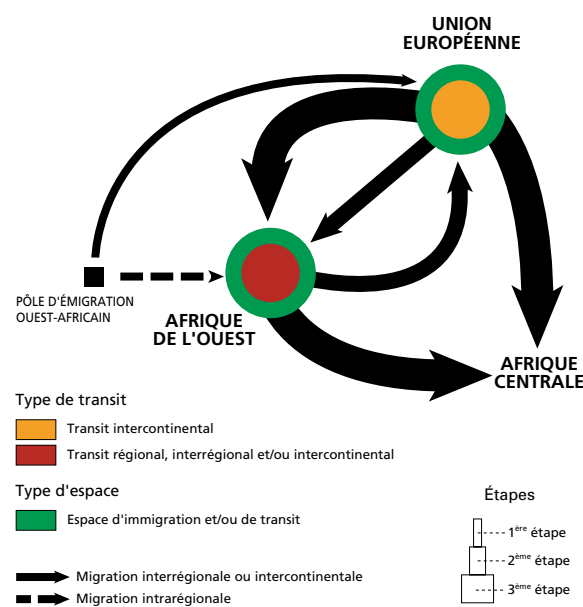 UNION
EUROPÉENNE
PÔLE D'ÉMIGRATION
OUEST-AFRICAIN
AFRIQUE
DE L'OUEST
AFRIQUE
CENTRALE
Type de transit
Transit intercontinental
Transit régional, interrégional et/ou intercontinental
Type d'espace
Espace d'immigration et/ou de transit
Migration interrégionale ou intercontinentale
Migration intrarégionale
Étapes
1ère étape
2ème étape
3ème étape